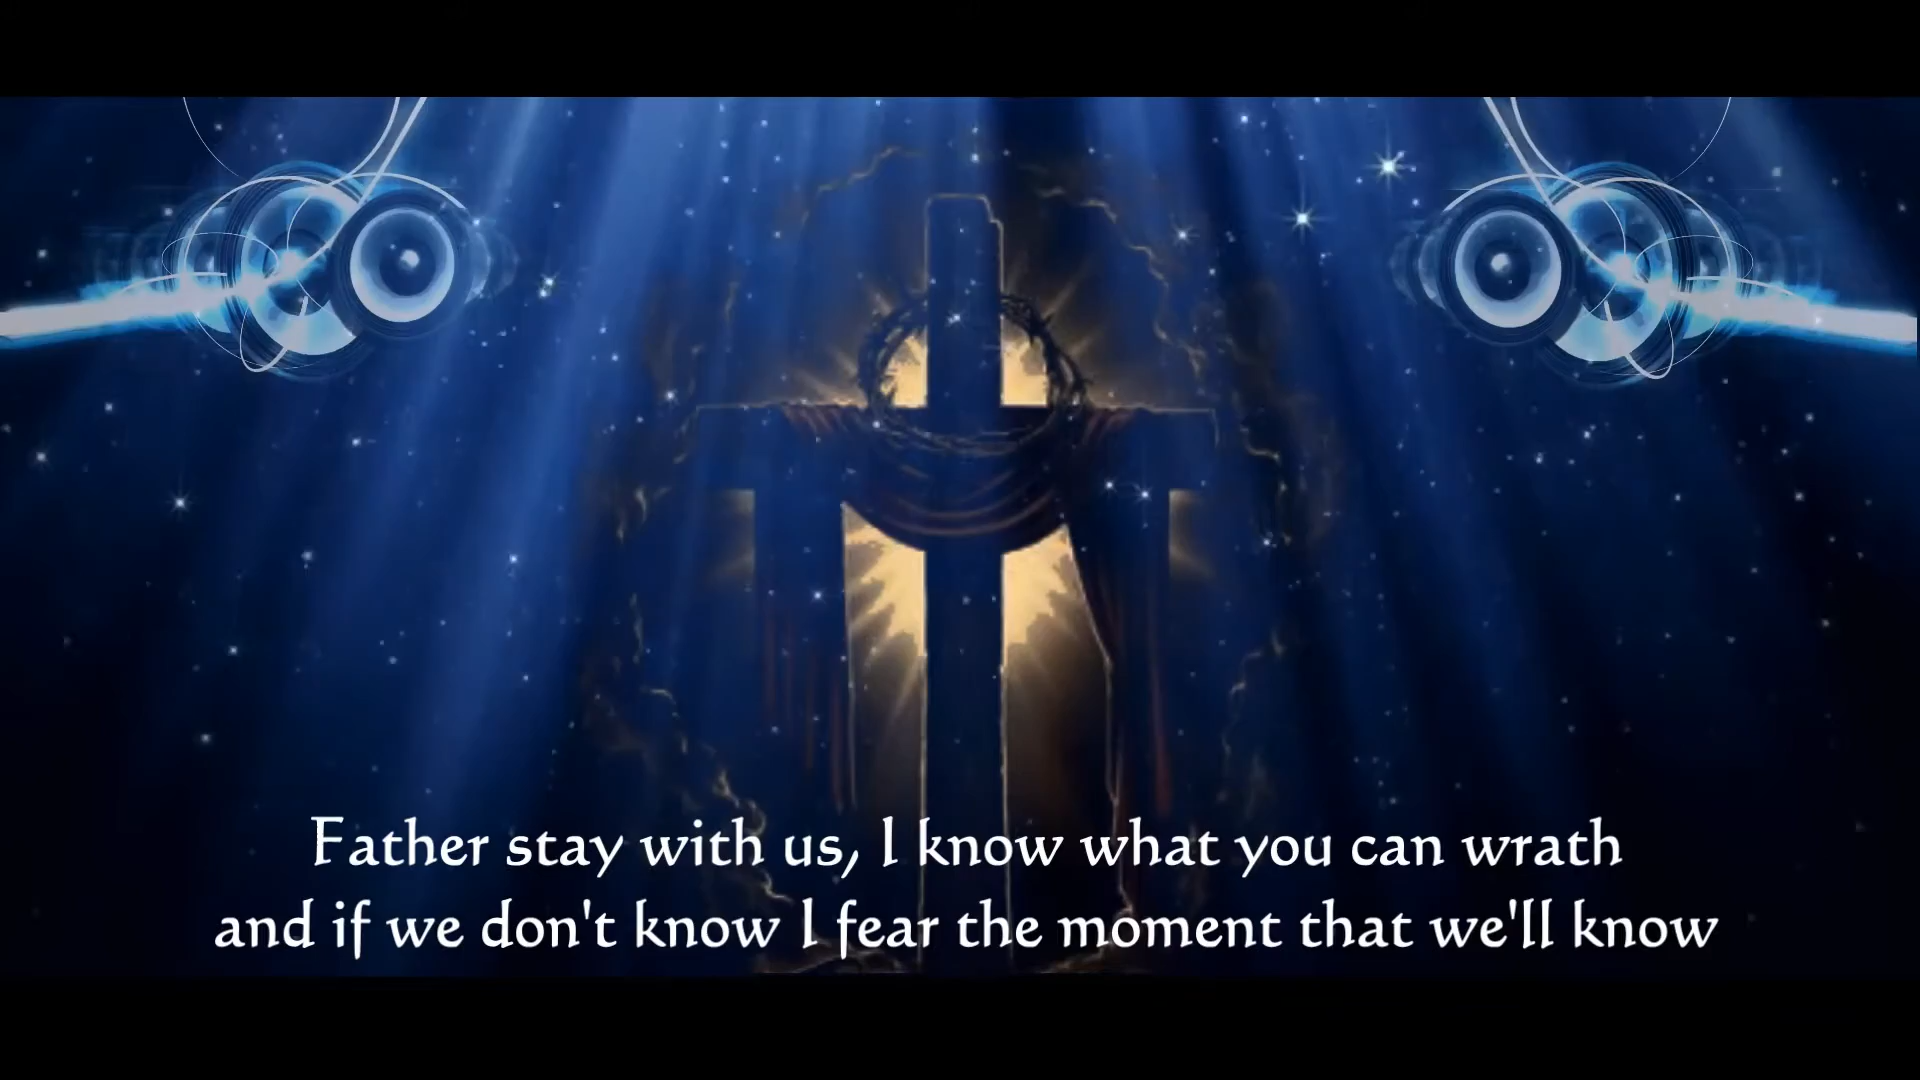 Father stay with us, I know what you can wrath
and if we don't know I fear the moment that we'll know